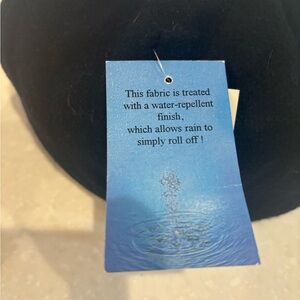 This fabric is treated
with a water-repellent
finish,
which allows rain to
simply roll off !